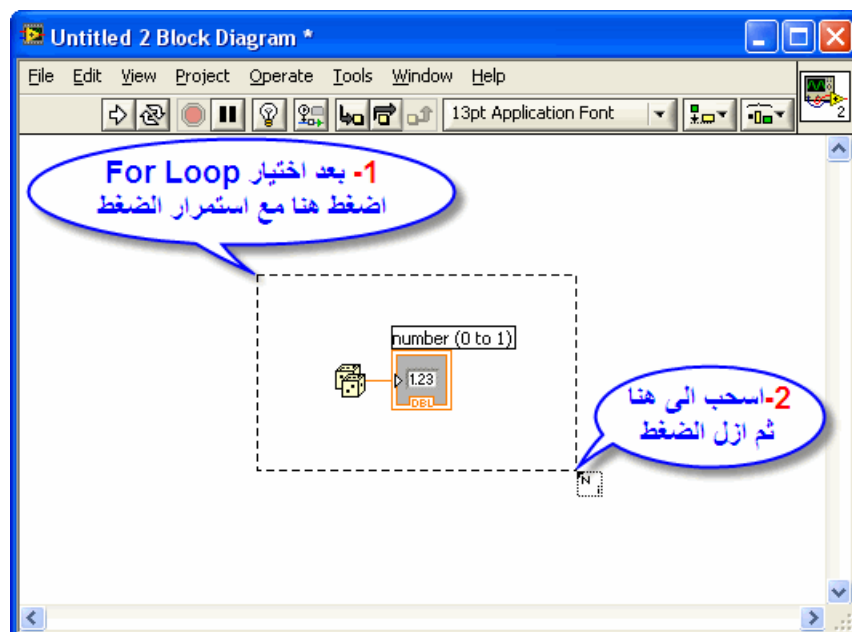 Untitled 2 Block Diagram *
File Edit View Project Operate Tools Window Help
13pt Application Font
2
1- بعد اختيار For Loop
اضغط هنا مع استمرار الضغط
number (0 to 1)
1.23
DBL
2-اسحب الى هنا
ثم ازل الضغط
N
i